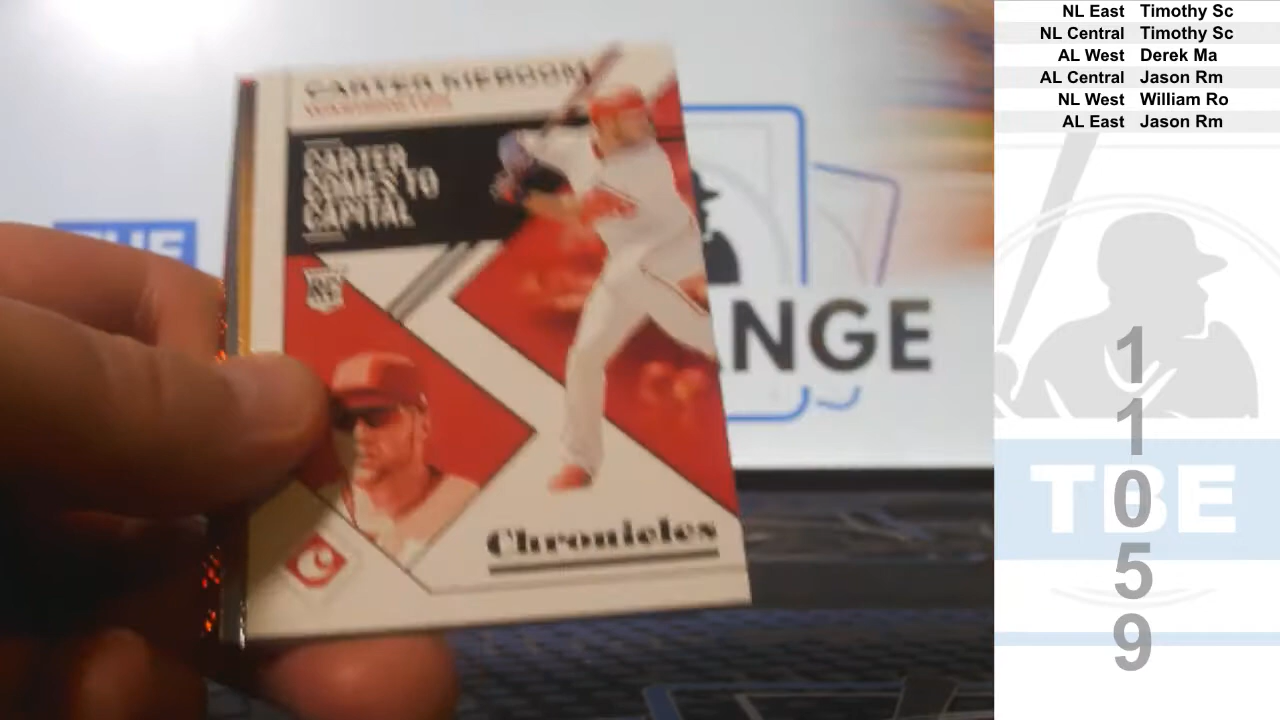 CARTER KIEBOOM
WASHINGTON
CARTER
COMES TO
CAPITAL
RC
Chronicles
THE
NGE
NL East Timothy Sc
NL Central Timothy Sc
AL West Derek Ma
AL Central Jason Rm
NL West William Ro
AL East Jason Rm
TBE
1
1
0
5
9